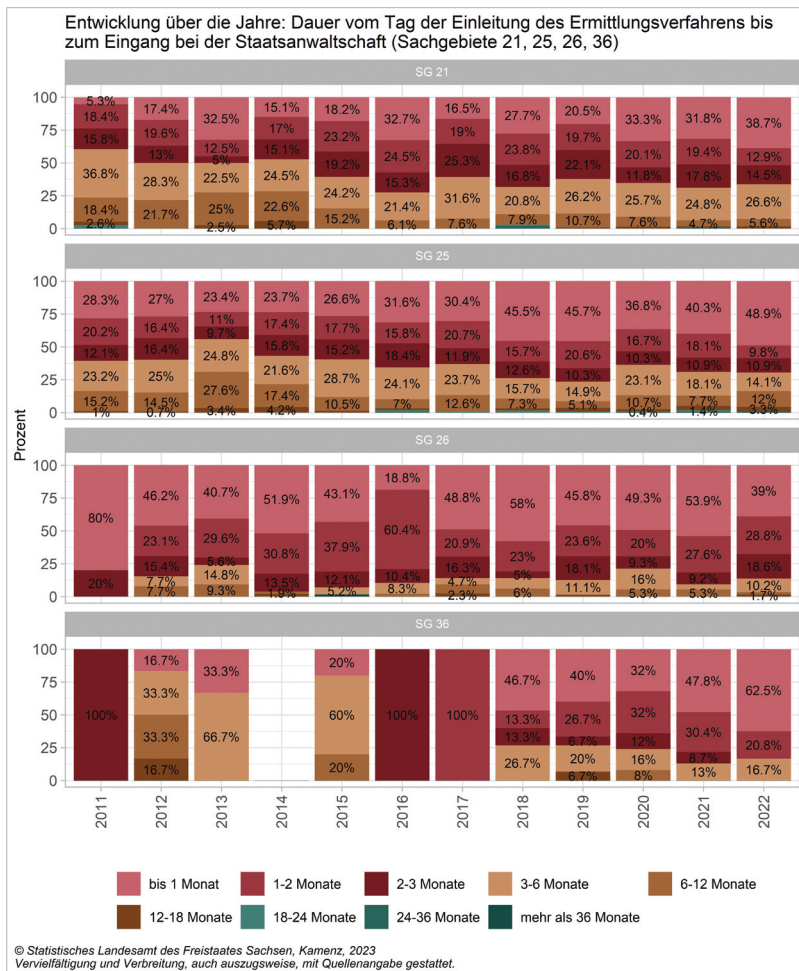 Entwicklung über die Jahre: Dauer vom Tag der Einleitung des Ermittlungsverfahrens bis
zum Eingang bei der Staatsanwaltschaft (Sachgebiete 21, 25, 26, 36)
Prozent
SG 21
100
75
50
25
0
5.3% 17.4% 32.5% 15.1% 18.2% 32.7% 16.5% 27.7% 20.5% 33.3% 31.8% 38.7%
18.4% 19.6% 12.5% 17% 23.2% 24.5% 19% 23.8% 19.7% 20.1% 19.4% 12.9%
15.8% 13% 5% 15.1% 19.2% 15.3% 25.3% 16.8% 22.1% 11.8% 17.8% 14.5%
36.8% 28.3% 22.5% 24.5% 24.2% 21.4% 31.6% 20.8% 26.2% 25.7% 24.8% 26.6%
18.4% 21.7% 25% 22.6% 15.2% 6.1% 7.6% 7.9% 10.7% 7.6% 4.7% 5.6%
2.6% 2.5% 5.7%
SG 25
100
75
50
25
0
28.3% 27% 23.4% 23.7% 26.6% 31.6% 30.4% 45.5% 45.7% 36.8% 40.3% 48.9%
20.2% 16.4% 11% 17.4% 17.7% 15.8% 20.7% 15.7% 20.6% 16.7% 18.1% 9.8%
12.1% 16.4% 9.7% 15.8% 15.2% 18.4% 11.9% 12.6% 10.3% 10.3% 10.9% 10.9%
23.2% 25% 24.8% 21.6% 28.7% 24.1% 23.7% 15.7% 14.9% 23.1% 18.1% 14.1%
15.2% 14.5% 27.6% 17.4% 10.5% 7% 12.6% 7.3% 5.1% 10.7% 7.7% 12%
1% 0.7% 3.4% 4.2% 0.4% 1.4% 3.3%
SG 26
100
75
50
25
0
80% 46.2% 40.7% 51.9% 43.1% 18.8% 48.8% 58% 45.8% 49.3% 53.9% 39%
23.1% 29.6% 30.8% 37.9% 60.4% 20.9% 23% 23.6% 20% 27.6% 28.8%
20% 15.4% 5.6% 13.5% 12.1% 10.4% 16.3% 5% 18.1% 9.3% 9.2% 18.6%
7.7% 14.8% 5.2% 8.3% 4.7% 11.1% 16% 5.3% 10.2%
7.7% 9.3% 1.9% 2.3% 6% 5.3% 1.7%
SG 36
100
75
50
25
0
100% 16.7% 33.3% 20% 100% 100% 46.7% 40% 32% 47.8% 62.5%
33.3% 66.7% 60% 13.3% 26.7% 32% 30.4% 20.8%
33.3% 20% 13.3% 6.7% 12% 8.7% 16.7%
16.7% 26.7% 20% 16% 13%
6.7% 8%
2011 2012 2013 2014 2015 2016 2017 2018 2019 2020 2021 2022
bis 1 Monat 1-2 Monate 2-3 Monate 3-6 Monate 6-12 Monate
12-18 Monate 18-24 Monate 24-36 Monate mehr als 36 Monate
© Statistisches Landesamt des Freistaates Sachsen, Kamenz, 2023
Vervielfältigung und Verbreitung, auch auszugsweise, mit Quellenangabe gestattet.